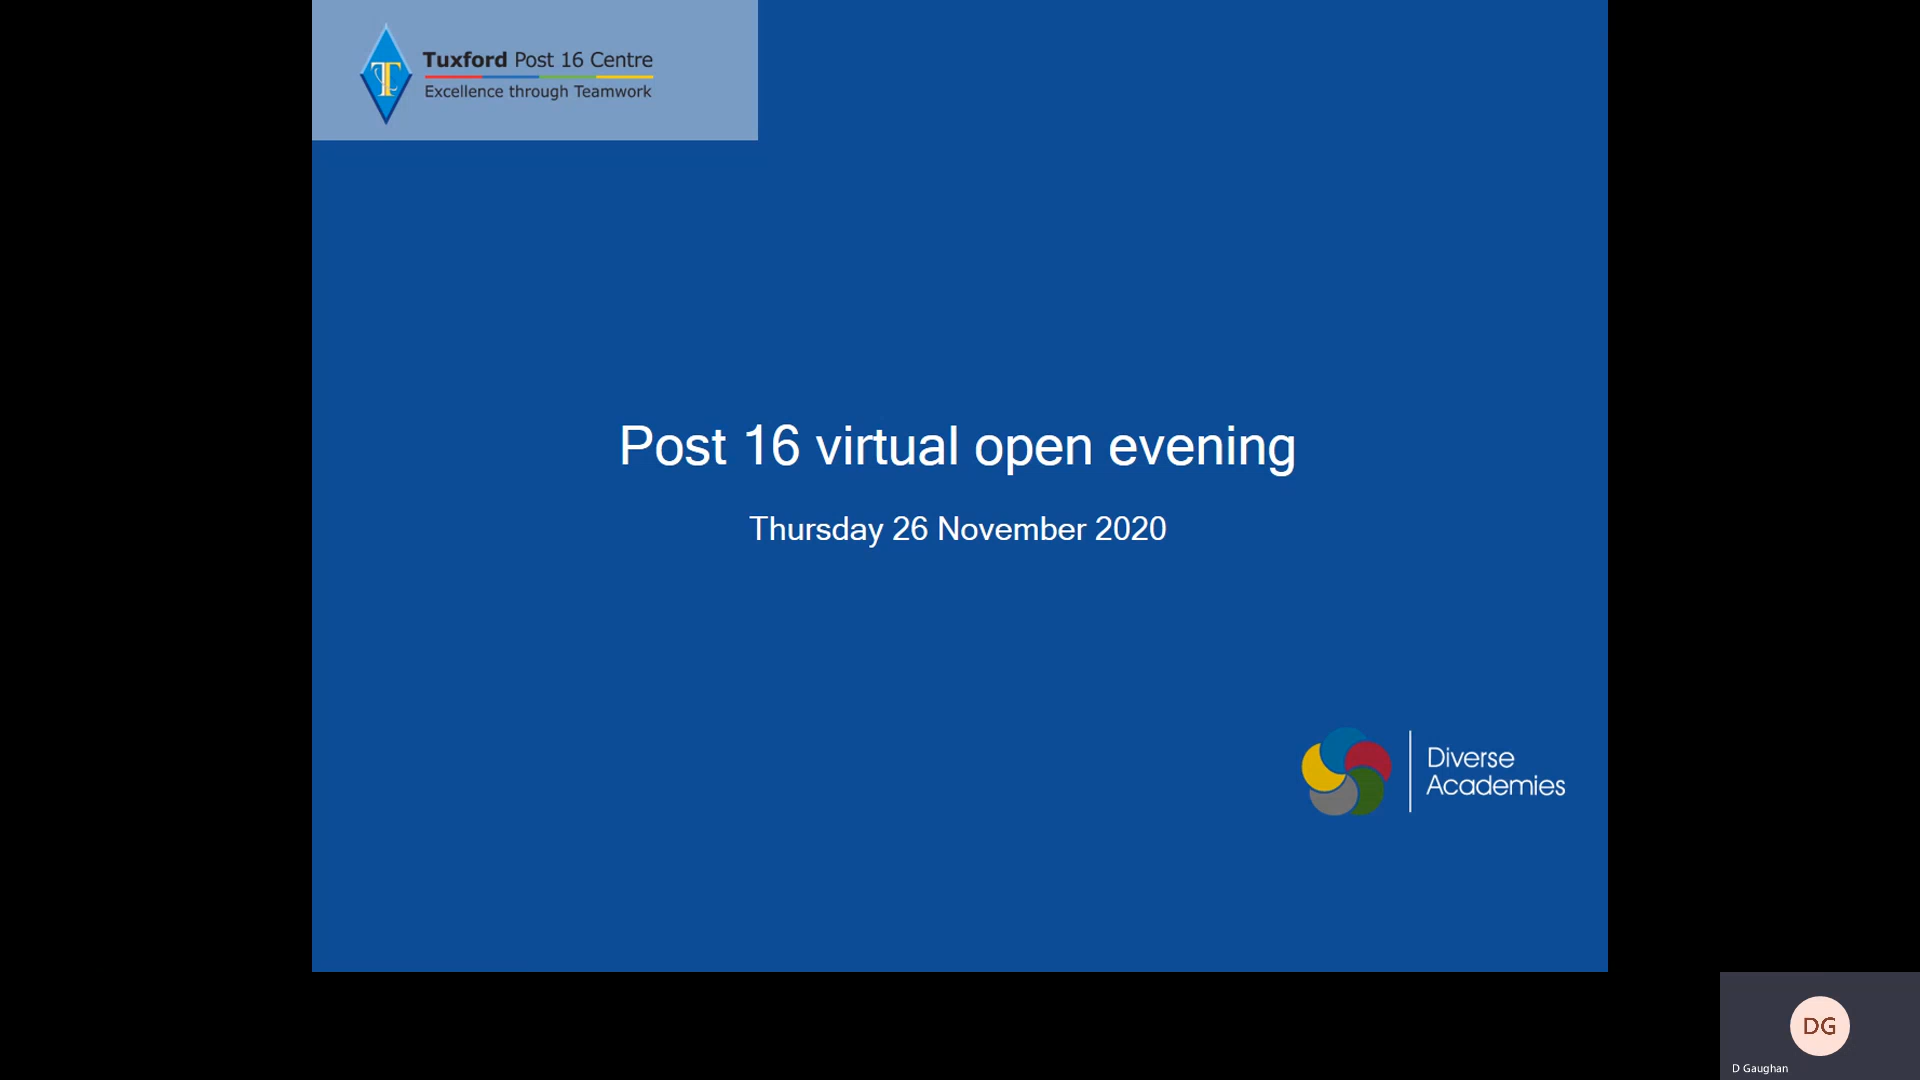 Tuxford Post 16 Centre
Excellence through Teamwork
Post 16 virtual open evening
Thursday 26 November 2020
Diverse
Academies
DG
D Gaughan